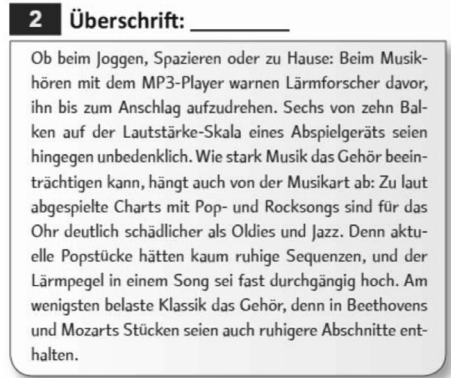 2 Überschrift: __________
Ob beim Joggen, Spazieren oder zu Hause: Beim Musik-
hören mit dem MP3-Player warnen Lärmforscher davor,
ihn bis zum Anschlag aufzudrehen. Sechs von zehn Bal-
ken auf der Lautstärke-Skala eines Abspielgeräts seien
hingegen unbedenklich. Wie stark Musik das Gehör beein-
trächtigen kann, hängt auch von der Musikart ab: Zu laut
abgespielte Charts mit Pop- und Rocksongs sind für das
Ohr deutlich schädlicher als Oldies und Jazz. Denn aktu-
elle Popstücke hätten kaum ruhige Sequenzen, und der
Lärmpegel in einem Song sei fast durchgängig hoch. Am
wenigsten belaste Klassik das Gehör, denn in Beethovens
und Mozarts Stücken seien auch ruhigere Abschnitte ent-
halten.